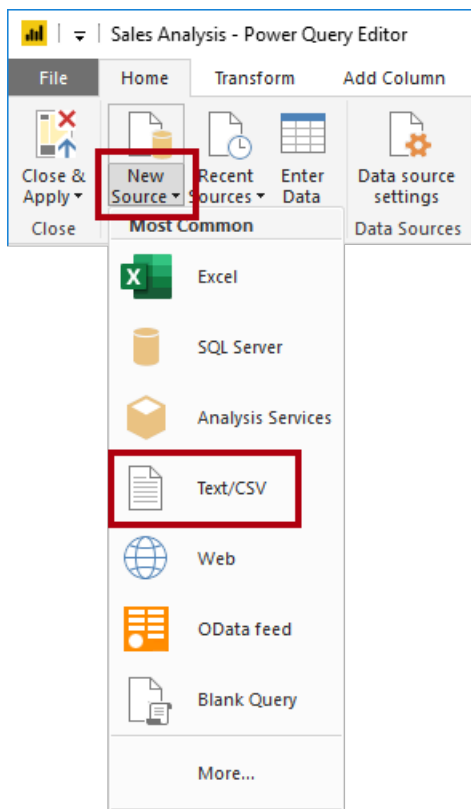 Sales Analysis - Power Query Editor
File Home Transform Add Column
Close & Apply
New Source
Recent Sources
Enter Data
Data source settings
Close
Data Sources
Most Common
Excel
SQL Server
Analysis Services
Text/CSV
Web
OData feed
Blank Query
More...